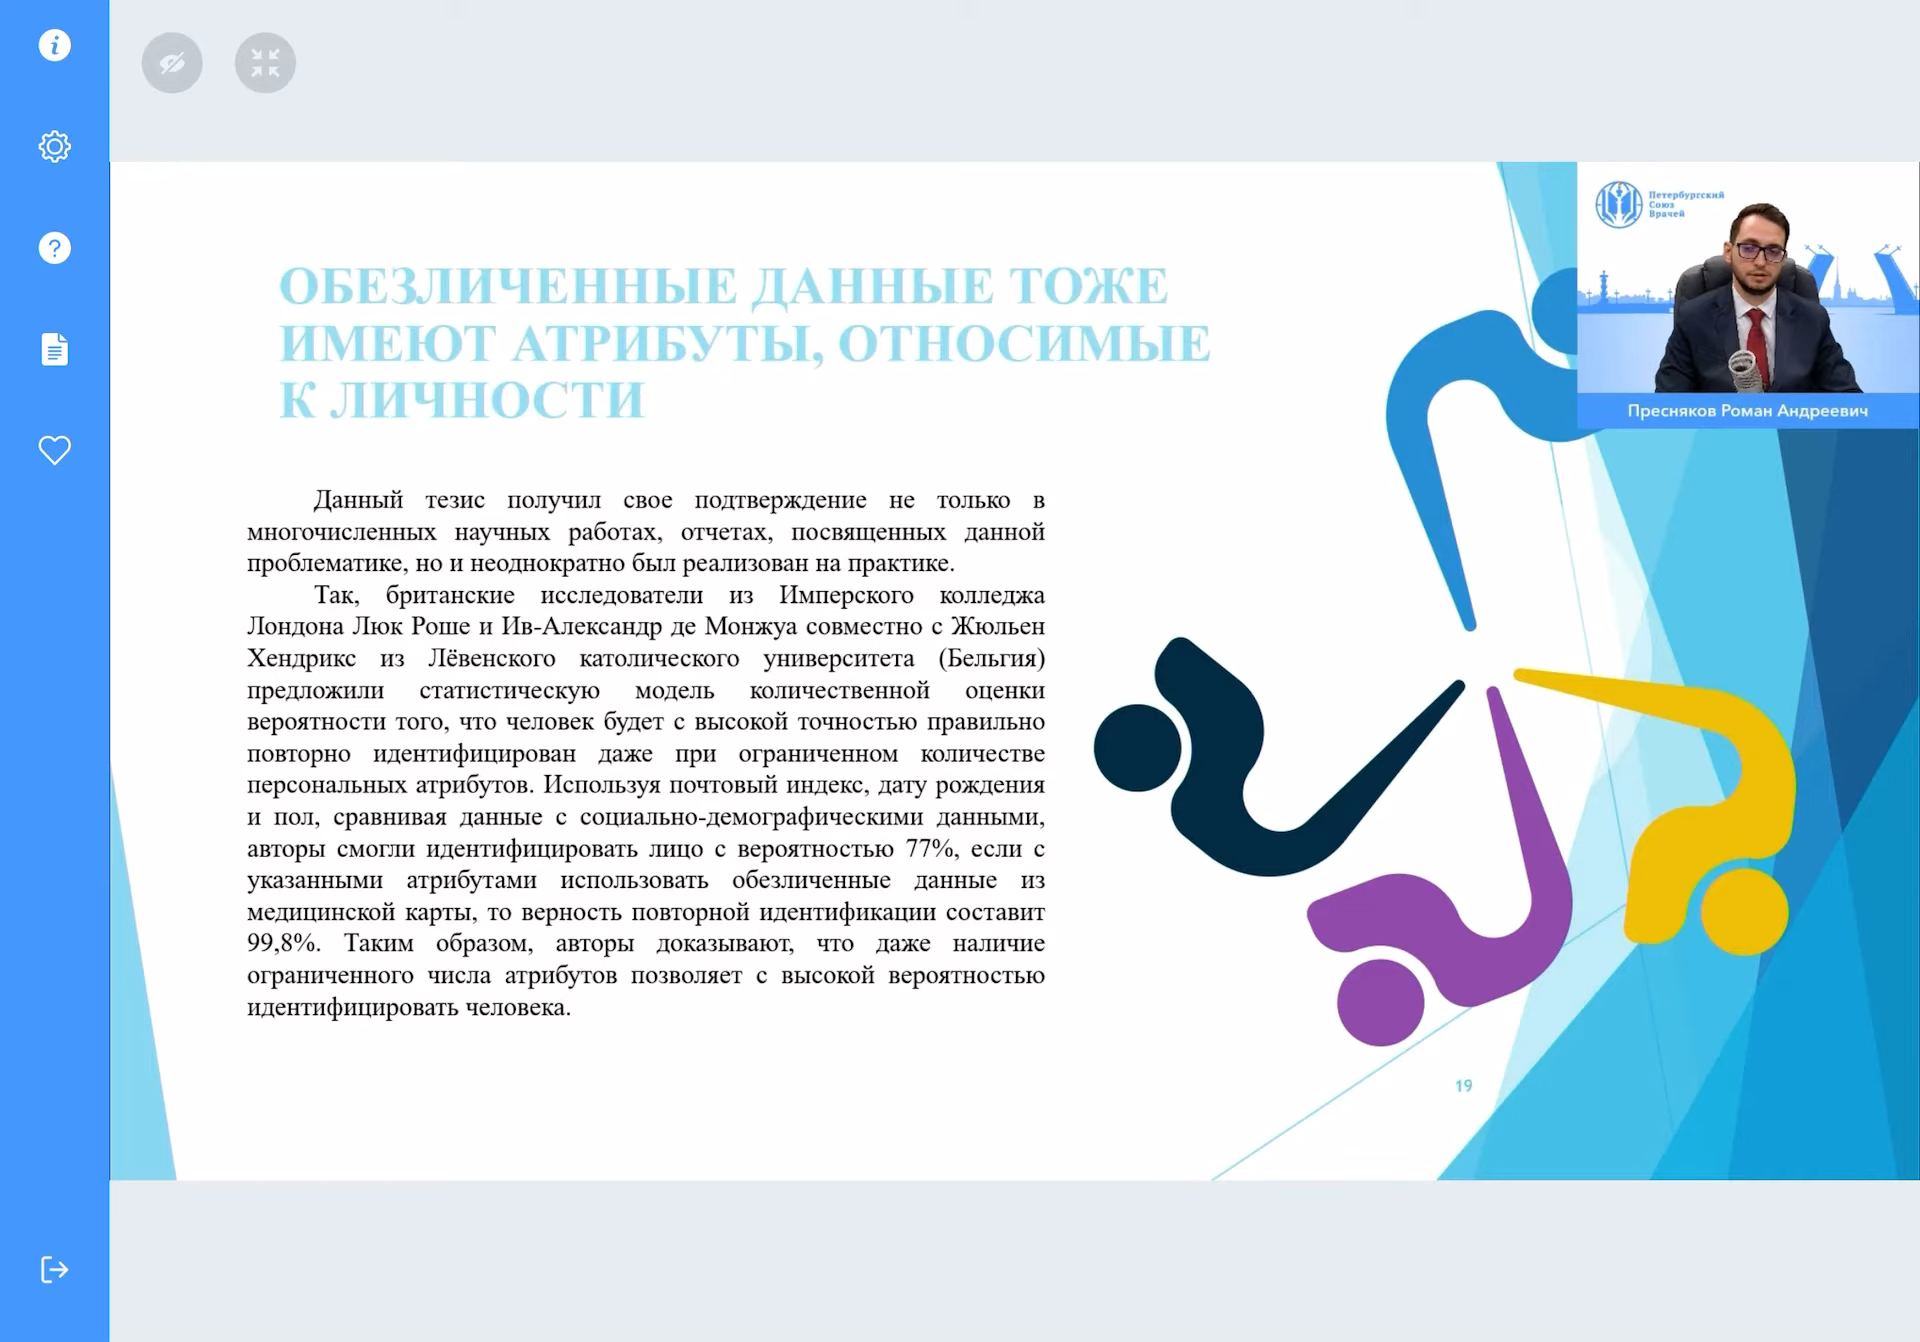 Петербургский
Союз
Врачей
ОБЕЗЛИЧЕННЫЕ ДАННЫЕ ТОЖЕ
ИМЕЮТ АТРИБУТЫ, ОТНОСИМЫЕ
К ЛИЧНОСТИ
Пресняков Роман Андреевич
Данный тезис получил свое подтверждение не только в
многочисленных научных работах, отчетах, посвященных данной
проблематике, но и неоднократно был реализован на практике.
Так, британские исследователи из Имперского колледжа
Лондона Люк Роше и Ив-Александр де Монжуа совместно с Жюльен
Хендрикс из Лёвенского католического университета (Бельгия)
предложили статистическую модель количественной оценки
вероятности того, что человек будет с высокой точностью правильно
повторно идентифицирован даже при ограниченном количестве
персональных атрибутов. Используя почтовый индекс, дату рождения
и пол, сравнивая данные с социально-демографическими данными,
авторы смогли идентифицировать лицо с вероятностью 77%, если с
указанными атрибутами использовать обезличенные данные из
медицинской карты, то верность повторной идентификации составит
99,8%. Таким образом, авторы доказывают, что даже наличие
ограниченного числа атрибутов позволяет с высокой вероятностью
идентифицировать человека.
19